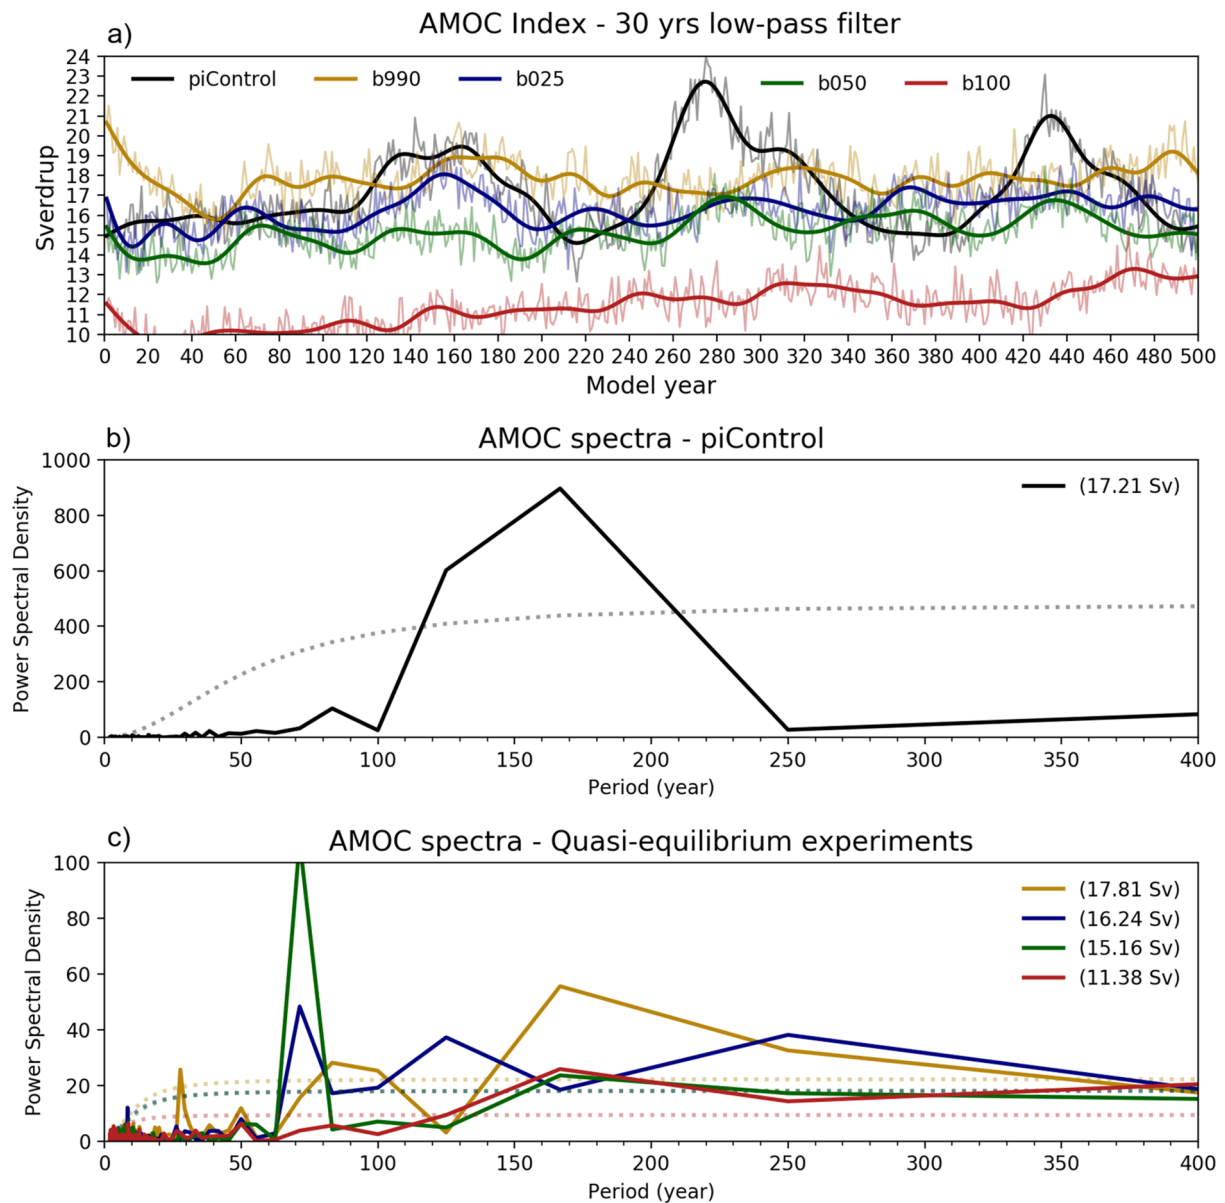 a)
AMOC Index - 30 yrs low-pass filter
24
23
22
21
20
19
18
17
16
15
14
13
12
11
10
Sverdrup
piControl b990 b025 b050 b100
0 20 40 60 80 100 120 140 160 180 200 220 240 260 280 300 320 340 360 380 400 420 440 460 480 500
Model year
b)
AMOC spectra - piControl
1000
800
600
400
200
0
Power Spectral Density
(17.21 Sv)
0 50 100 150 200 250 300 350 400
Period (year)
c)
AMOC spectra - Quasi-equilibrium experiments
100
80
60
40
20
0
Power Spectral Density
(17.81 Sv)
(16.24 Sv)
(15.16 Sv)
(11.38 Sv)
0 50 100 150 200 250 300 350 400
Period (year)